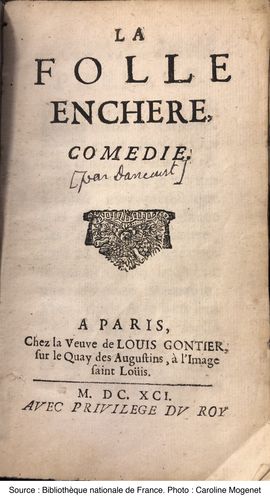 LA
FOLLE
ENCHERE,
COMEDIE.
[par Dancourt]
A PARIS,
Chez la Veuve de LOUIS GONTIER,
sur le Quay des Augustins, à l'Image
saint Loüis.
M. DC. XCI.
AVEC PRIVILEGE DV ROY
Source : Bibliothèque nationale de France. Photo : Caroline Mogenet